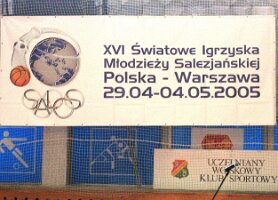 XVI Światowe Igrzyska
Młodzieży Salezjańskiej
Polska - Warszawa
29.04-04.05.2005
SALOS
UCZELNIANY
WOJSKOWY
KLUB SPORTOWY